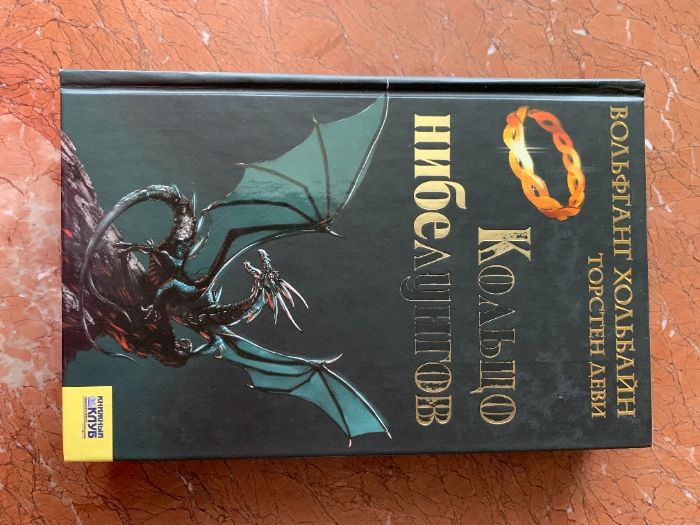 ВОЛЬФГАНГ ХОЛЬБАЙН
ТОРСТЕН ДЕВИ
Кольцо
нибелунгов
КНИЖНЫЙ
КЛУБ